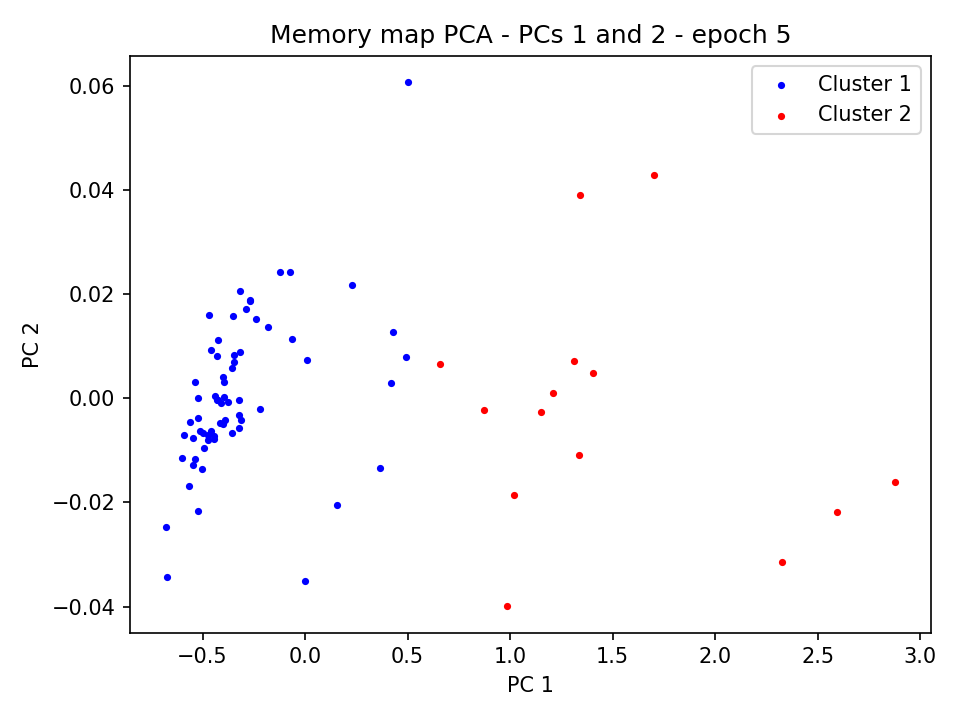 Memory map PCA - PCs 1 and 2 - epoch 5
Cluster 1
Cluster 2
PC 2
0.06
0.04
0.02
0.00
−0.02
−0.04
−0.5 0.0 0.5 1.0 1.5 2.0 2.5 3.0
PC 1